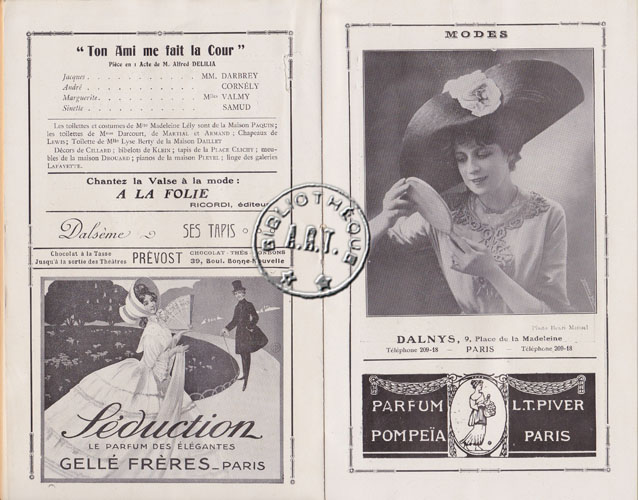 “ Ton Ami me fait la Cour ”
Pièce en 1 Acte de M. Alfred DELILIA
Jacques . . . . . . . . . . MM. DARBREY
André . . . . . . . . . . CORNÉLY
Marguerite. . . . . . . . . . Mlles VALMY
Sinette . . . . . . . . . . SAMUD
Les toilettes et costumes de Mlle Madeleine Lély sont de la Maison PAQUIN ;
les toilettes de Mme Darcourt, de MARTIAL et ARMAND ; Chapeaux de
LEWIS ; Toilette de Mlle Lyse Berty de la Maison DAILLET
Décors de CILLARD ; bibelots de KLEIN ; tapis de la PLACE CLICHY ; meu-
bles de la maison DROUARD ; pianos de la maison PLEYEL ; linge des galeries
LAFAYETTE.
Chantez la Valse à la mode :
A LA FOLIE
RICORDI, éditeur
Dalsème SES TAPIS
Chocolat à la Tasse
Jusqu'à la sortie des Théâtres
PRÉVOST
CHOCOLAT - THÉS - BONBONS
39, Boul. Bonne-Nouvelle
Séduction
LE PARFUM DES ÉLÉGANTES
GELLÉ FRÈRES_PARIS
BIBLIOTHÈQUE
A.R.T.
MODES
Photo Henri Manuel
DALNYS, 9, Place de la Madeleine
Téléphone 209-18 — PARIS — Téléphone 209-18
PARFUM
POMPEÏA
L.T. PIVER
PARIS